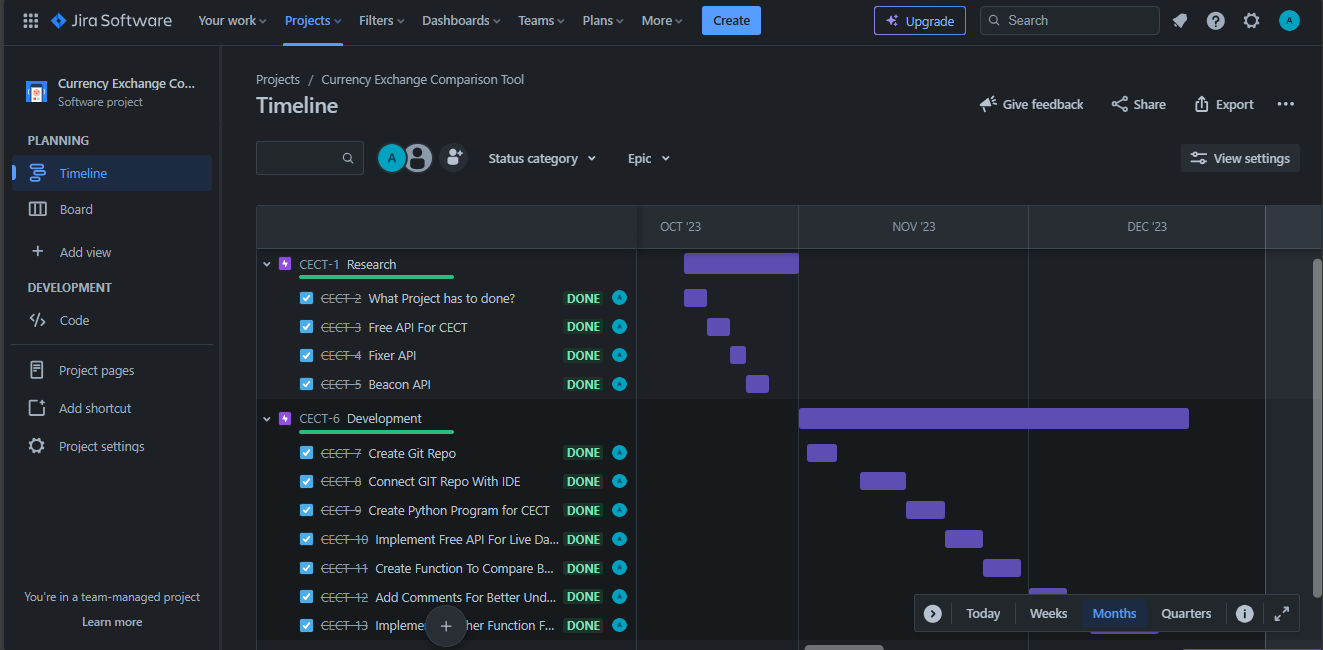 Jira Software Your work Projects Filters Dashboards Teams Plans More Create Upgrade Search A
Currency Exchange Co...
Software project
PLANNING
Timeline
Board
Add view
DEVELOPMENT
Code
Project pages
Add shortcut
Project settings
You're in a team-managed project
Learn more
Projects / Currency Exchange Comparison Tool
Timeline
Give feedback Share Export
A Status category Epic View settings
OCT '23 NOV '23 DEC '23
CECT-1 Research
CECT-2 What Project has to done? DONE A
CECT-3 Free API For CECT DONE A
CECT-4 Fixer API DONE A
CECT-5 Beacon API DONE A
CECT-6 Development
CECT-7 Create Git Repo DONE A
CECT-8 Connect GIT Repo With IDE DONE A
CECT-9 Create Python Program for CECT DONE A
CECT-10 Implement Free API For Live Da... DONE A
CECT-11 Create Function To Compare B... DONE A
CECT-12 Add Comments For Better Und... DONE A
CECT-13 Function F... DONE A
Today Weeks Months Quarters